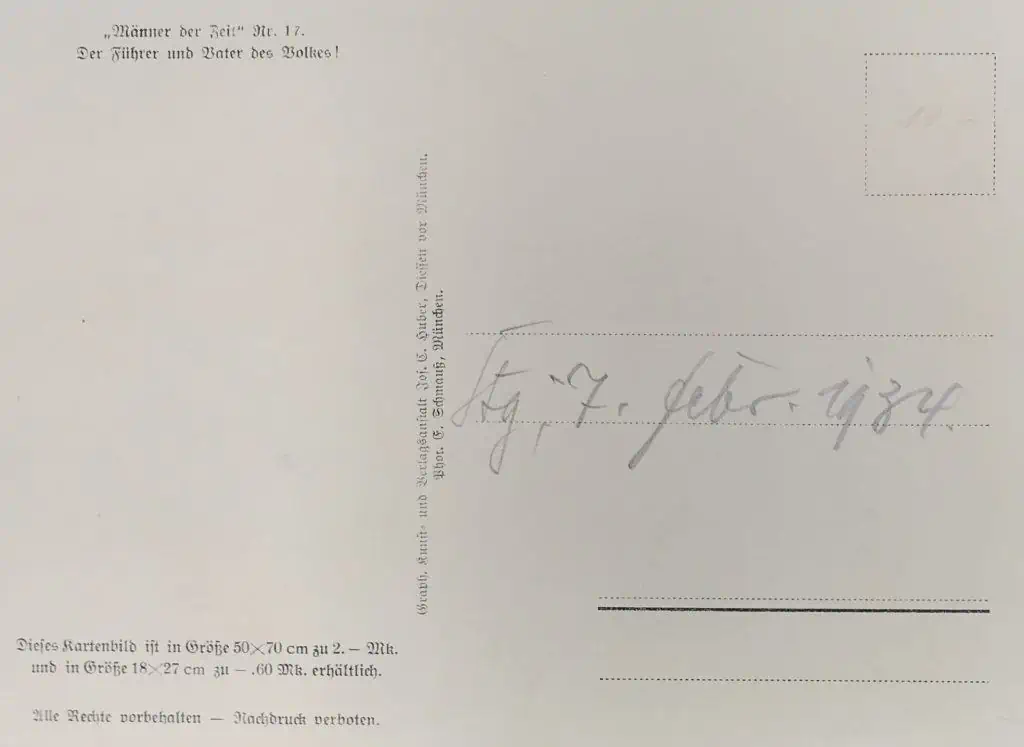 „Männer der Zeit“ Nr. 17.
Der Führer und Vater des Volkes!
Graph. Kunst- und Verlagsanstalt Jos. C. Huber, Diessen vor München.
Phot. E. Schmauß, München.
7. Febr. 1934.
Dieses Kartenbild ist in Größe 50×70 cm zu 2.— Mk.
und in Größe 18×27 cm zu —.60 Mk. erhältlich.
Alle Rechte vorbehalten — Nachdruck verboten.